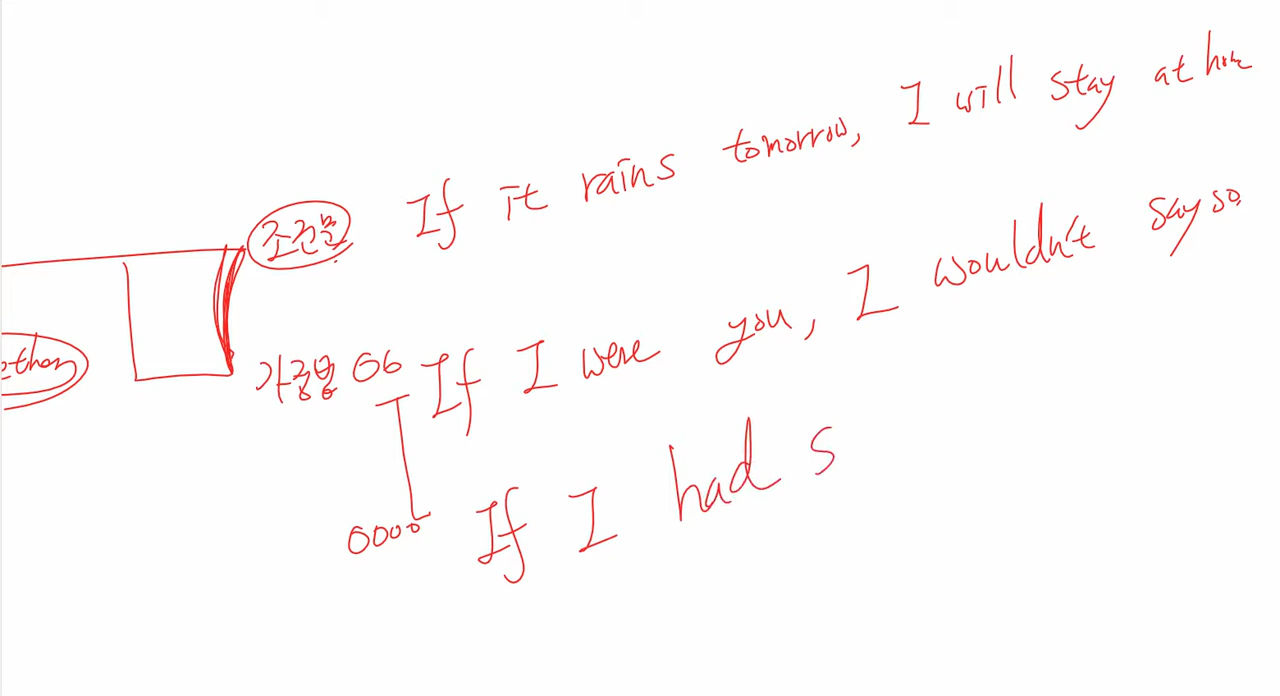 조건문 If it rains tomorrow, I will stay at home
가정법 If I were you, I wouldn't say so.
If I had s